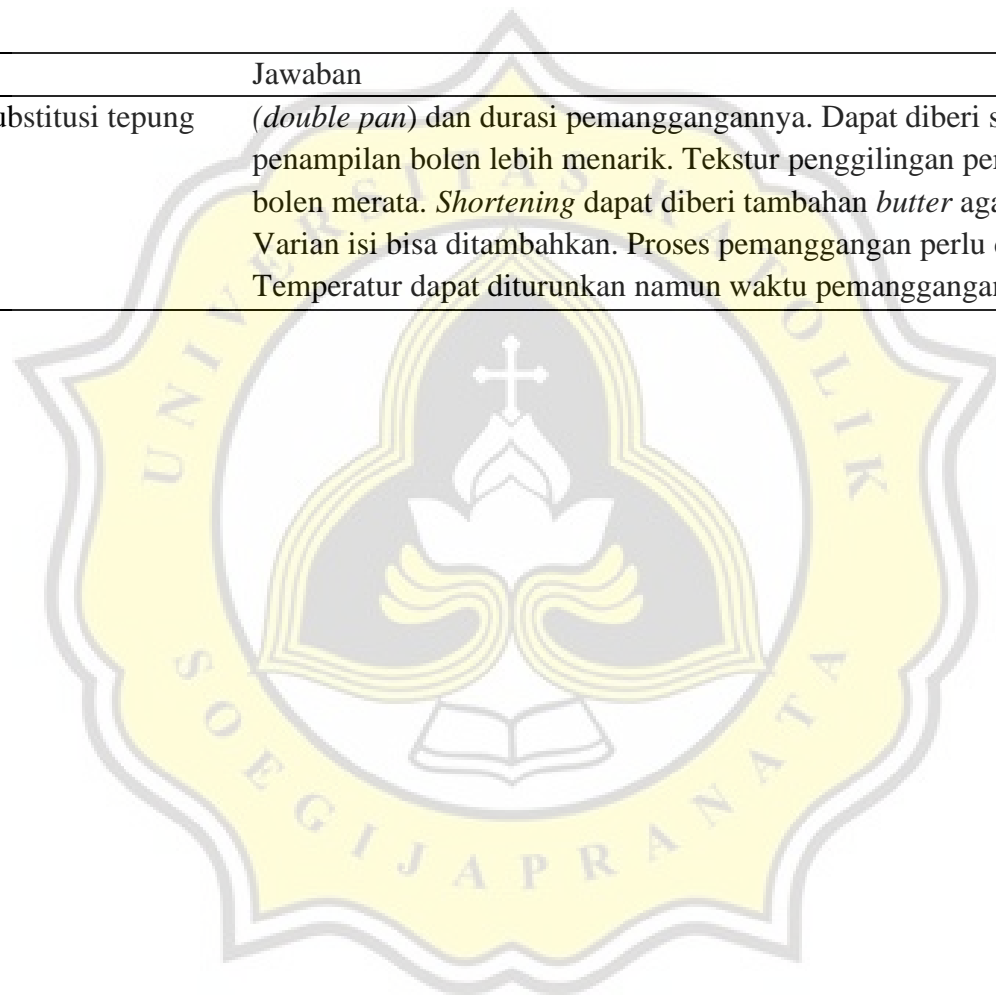 Jawaban
ubstitusi tepung (double pan) dan durasi pemanggangannya. Dapat diberi s
penampilan bolen lebih menarik. Tekstur penggilingan per
bolen merata. Shortening dapat diberi tambahan butter aga
Varian isi bisa ditambahkan. Proses pemanggangan perlu
Temperatur dapat diturunkan namun waktu pemanggangan
UNIVERSITAS KATOLIK
SOEGIJAPRANATA